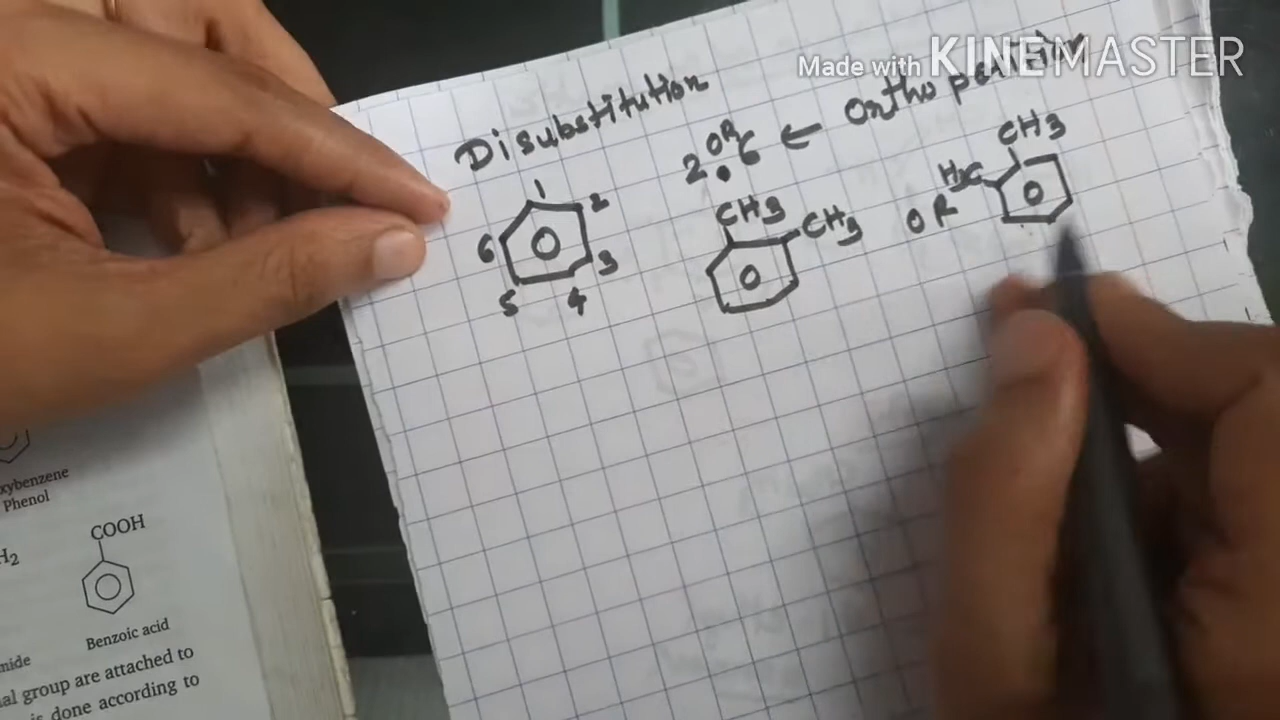 Made with KINEMASTER
Disubstitution
2 OR 6 ← Ortho position
1
2
3
4
5
6
CH3
CH3
OR
H3C
CH3
xybenzene
Phenol
H2
COOH
Benzoic acid
mide
al group are attached to
is done according to